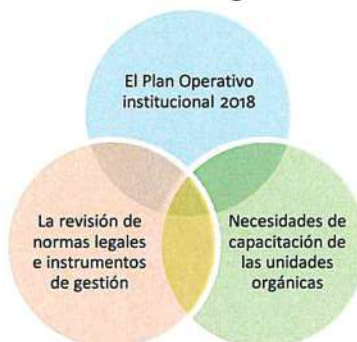 El Plan Operativo
institucional 2018
La revisión de
normas legales
e instrumentos
de gestión
Necesidades de
capacitación de
las unidades
orgánicas